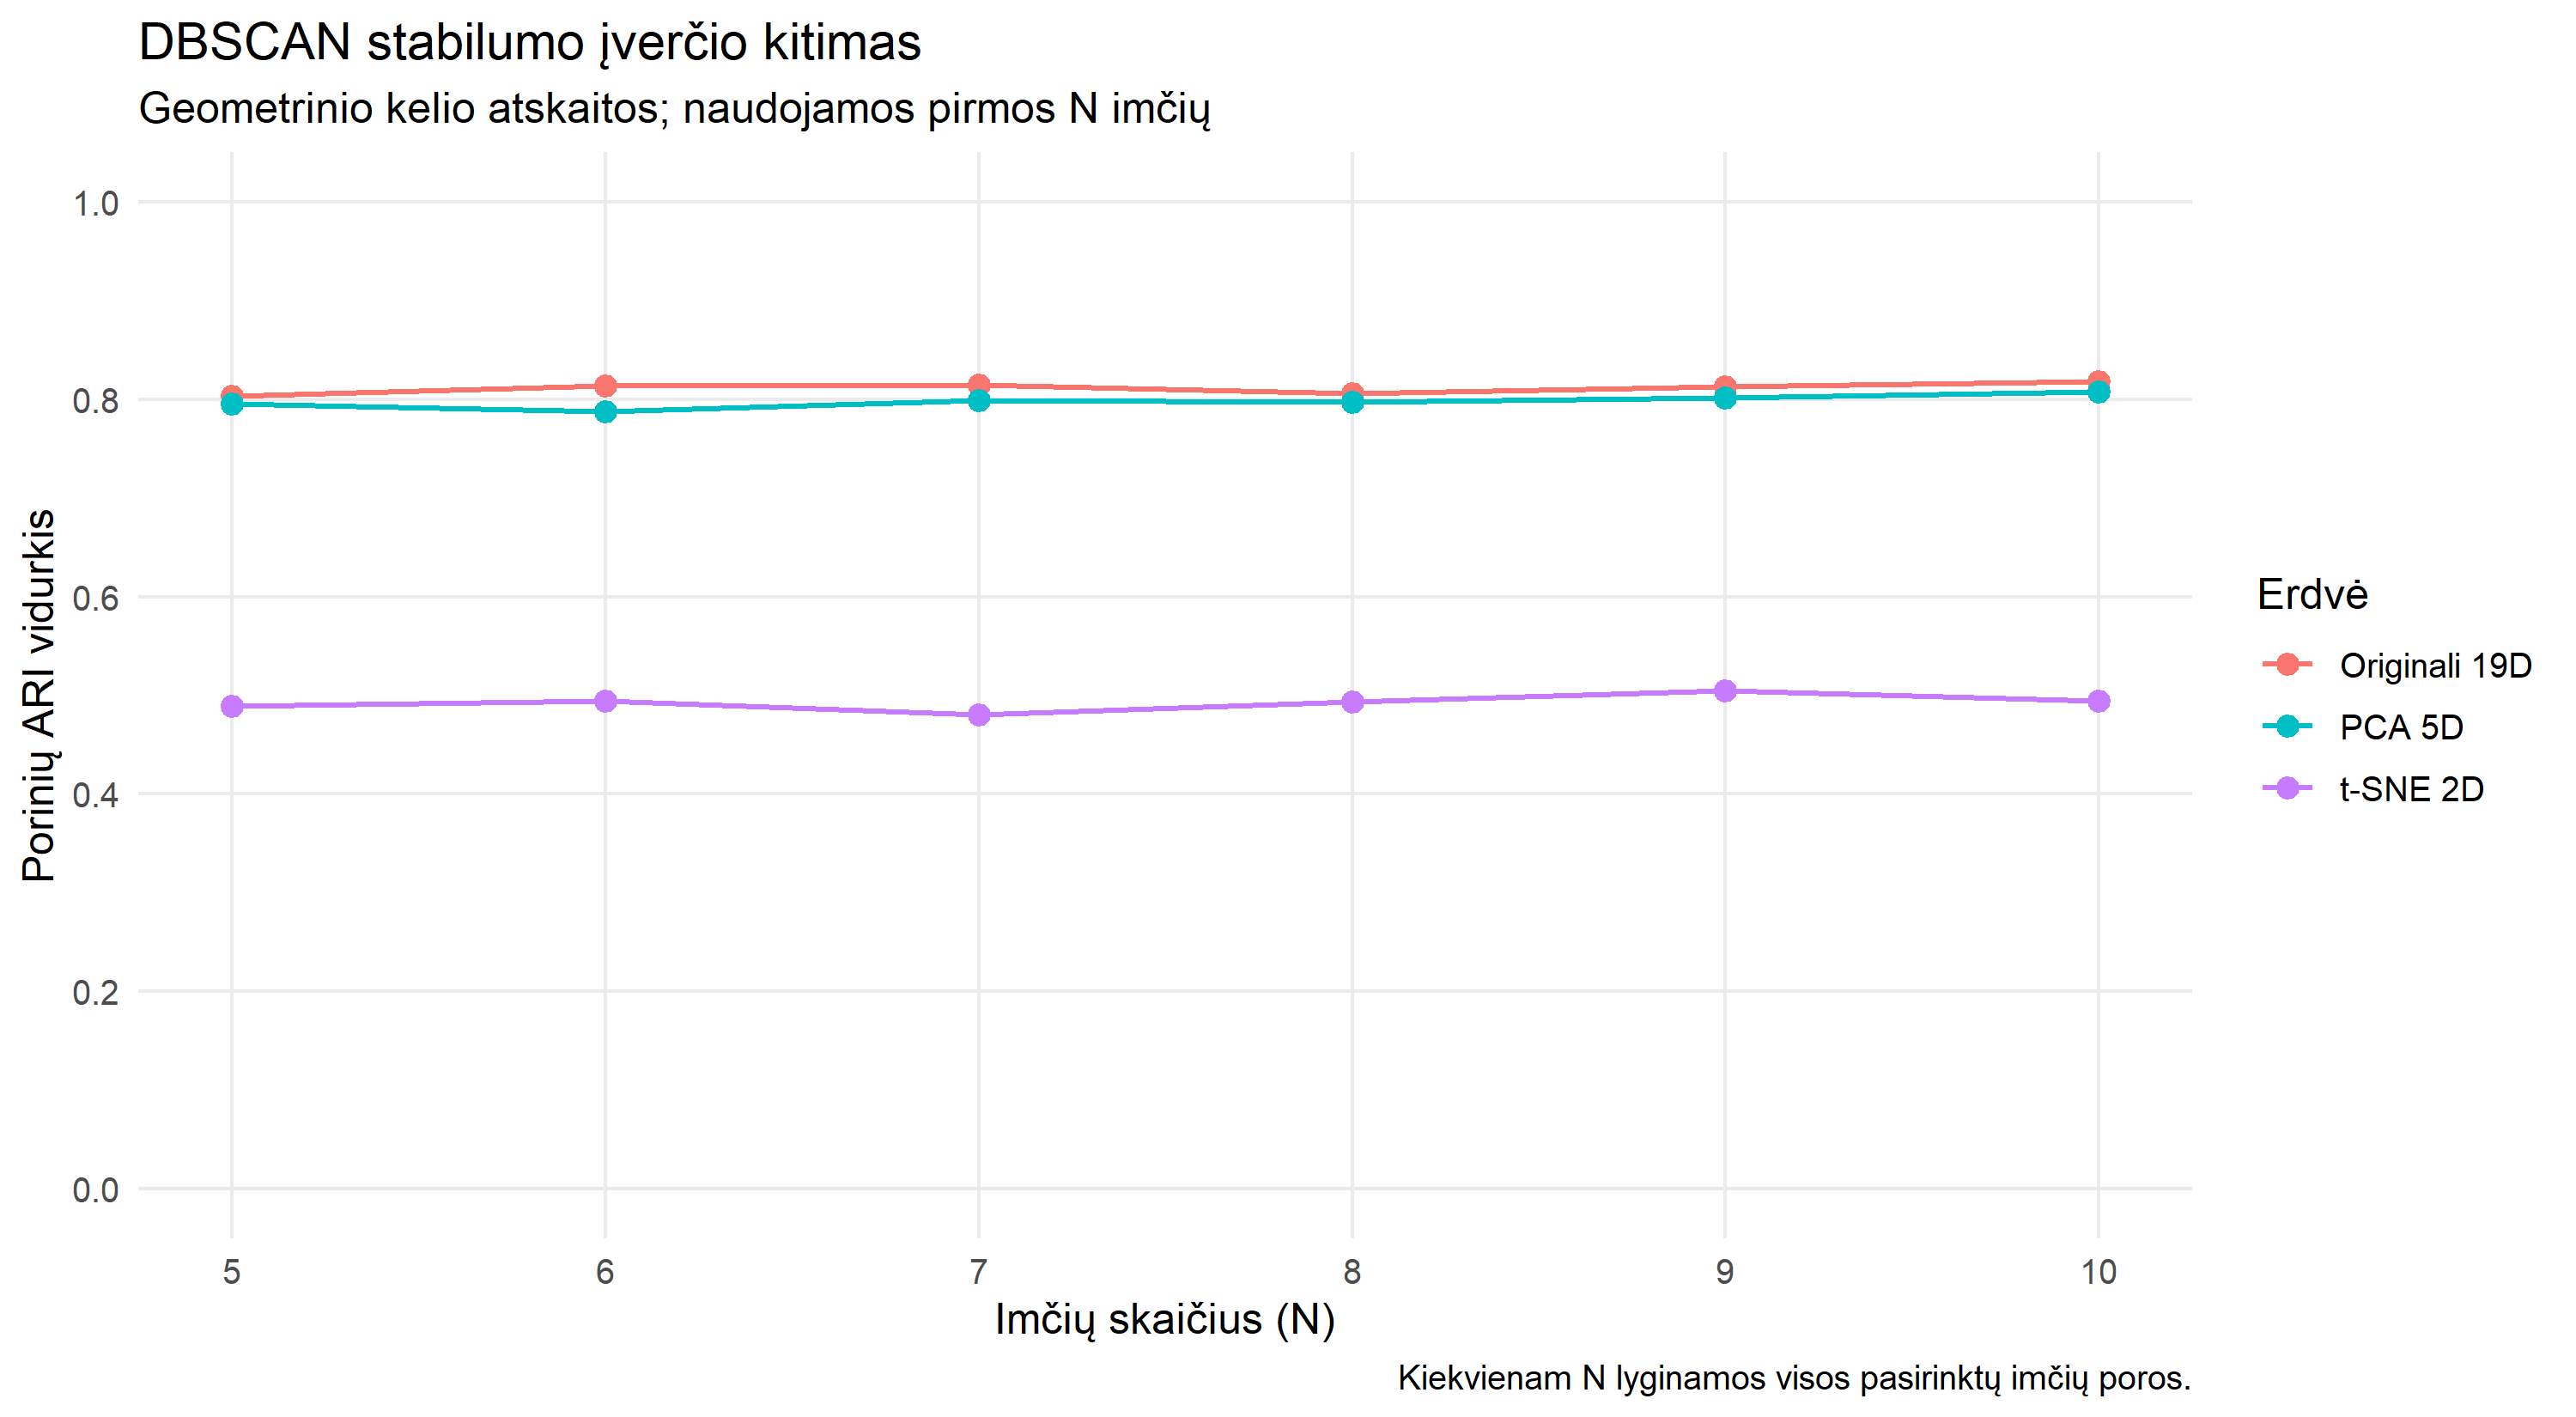 DBSCAN stabilumo įverčio kitimas
Geometrinio kelio atskaitos; naudojamos pirmos N imčių
Porinių ARI vidurkis
1.0
0.8
0.6
0.4
0.2
0.0
5 6 7 8 9 10
Imčių skaičius (N)
Erdvė
Originali 19D
PCA 5D
t-SNE 2D
Kiekvienam N lyginamos visos pasirinktų imčių poros.